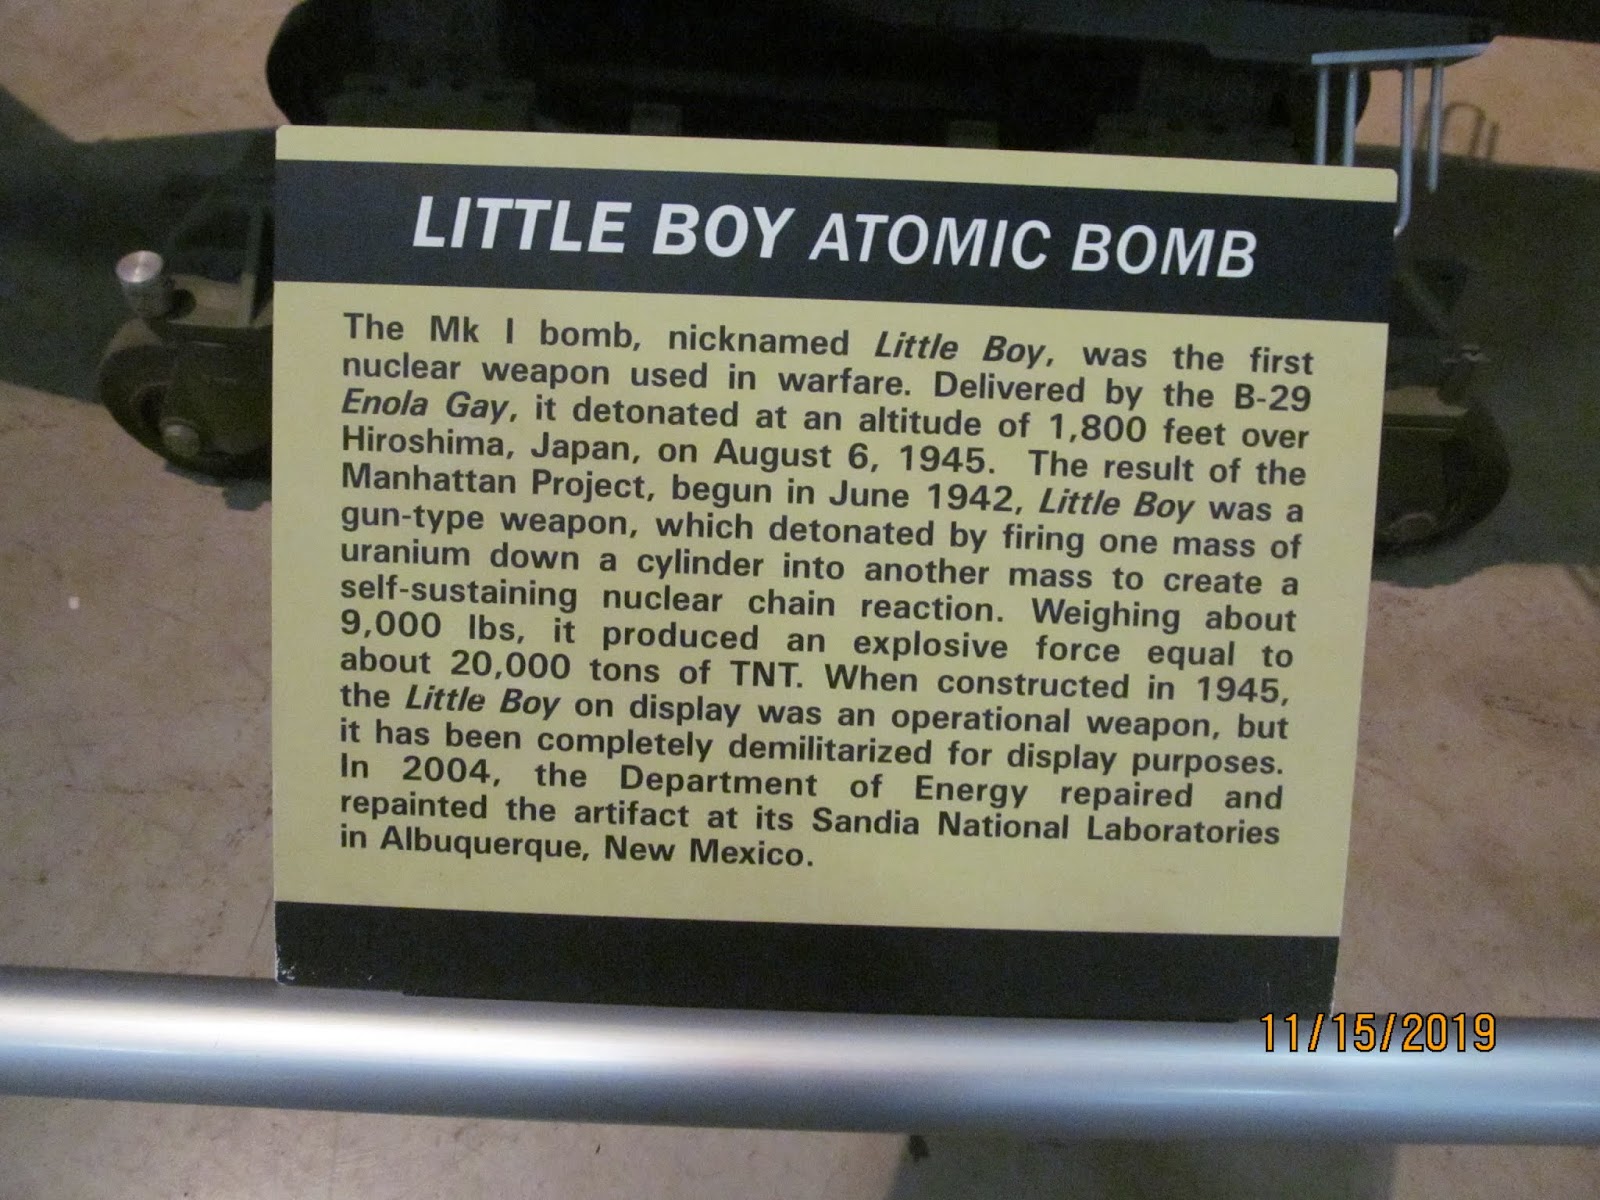 LITTLE BOY ATOMIC BOMB
The Mk I bomb, nicknamed Little Boy, was the first
nuclear weapon used in warfare. Delivered by the B-29
Enola Gay, it detonated at an altitude of 1,800 feet over
Hiroshima, Japan, on August 6, 1945. The result of the
Manhattan Project, begun in June 1942, Little Boy was a
gun-type weapon, which detonated by firing one mass of
uranium down a cylinder into another mass to create a
self-sustaining nuclear chain reaction. Weighing about
9,000 lbs, it produced an explosive force equal to
about 20,000 tons of TNT. When constructed in 1945,
the Little Boy on display was an operational weapon, but
it has been completely demilitarized for display purposes.
In 2004, the Department of Energy repaired and
repainted the artifact at its Sandia National Laboratories
in Albuquerque, New Mexico.
11/15/2019